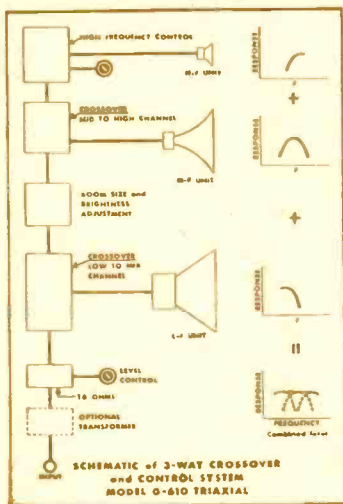 HIGH FREQUENCY CONTROL
H-F UNIT
RESPONSE
F
+
CROSSOVER
MID TO HIGH CHANNEL
M-F UNIT
RESPONSE
F
+
ROOM SIZE and
BRIGHTNESS
ADJUSTMENT
CROSSOVER
LOW TO MID
CHANNEL
L-F UNIT
RESPONSE
F
=
LEVEL
CONTROL
16 OHMS
OPTIONAL
TRANSFORMER
INPUT
RESPONSE
FREQUENCY
Combined
SCHEMATIC of 3-WAY CROSSOVER
and CONTROL SYSTEM
MODEL G-610 TRIAXIAL